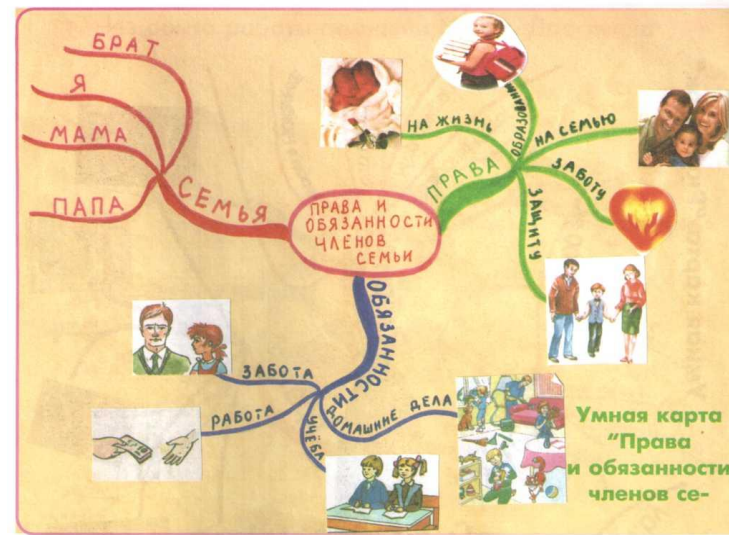 БРАТ
Я
МАМА
ПАПА
СЕМЬЯ
ПРАВА И
ОБЯЗАННОСТИ
ЧЛЕНОВ
СЕМЬИ
ПРАВА
НА ЖИЗНЬ
ОБРАЗОВАНИЕ
НА СЕМЬЮ
ЗАБОТУ
ЗАЩИТУ
ОБЯЗАННОСТИ
ЗАБОТА
РАБОТА
УЧЁБА
ДОМАШНИЕ ДЕЛА
Умная карта
"Права
и обязанности
членов се-